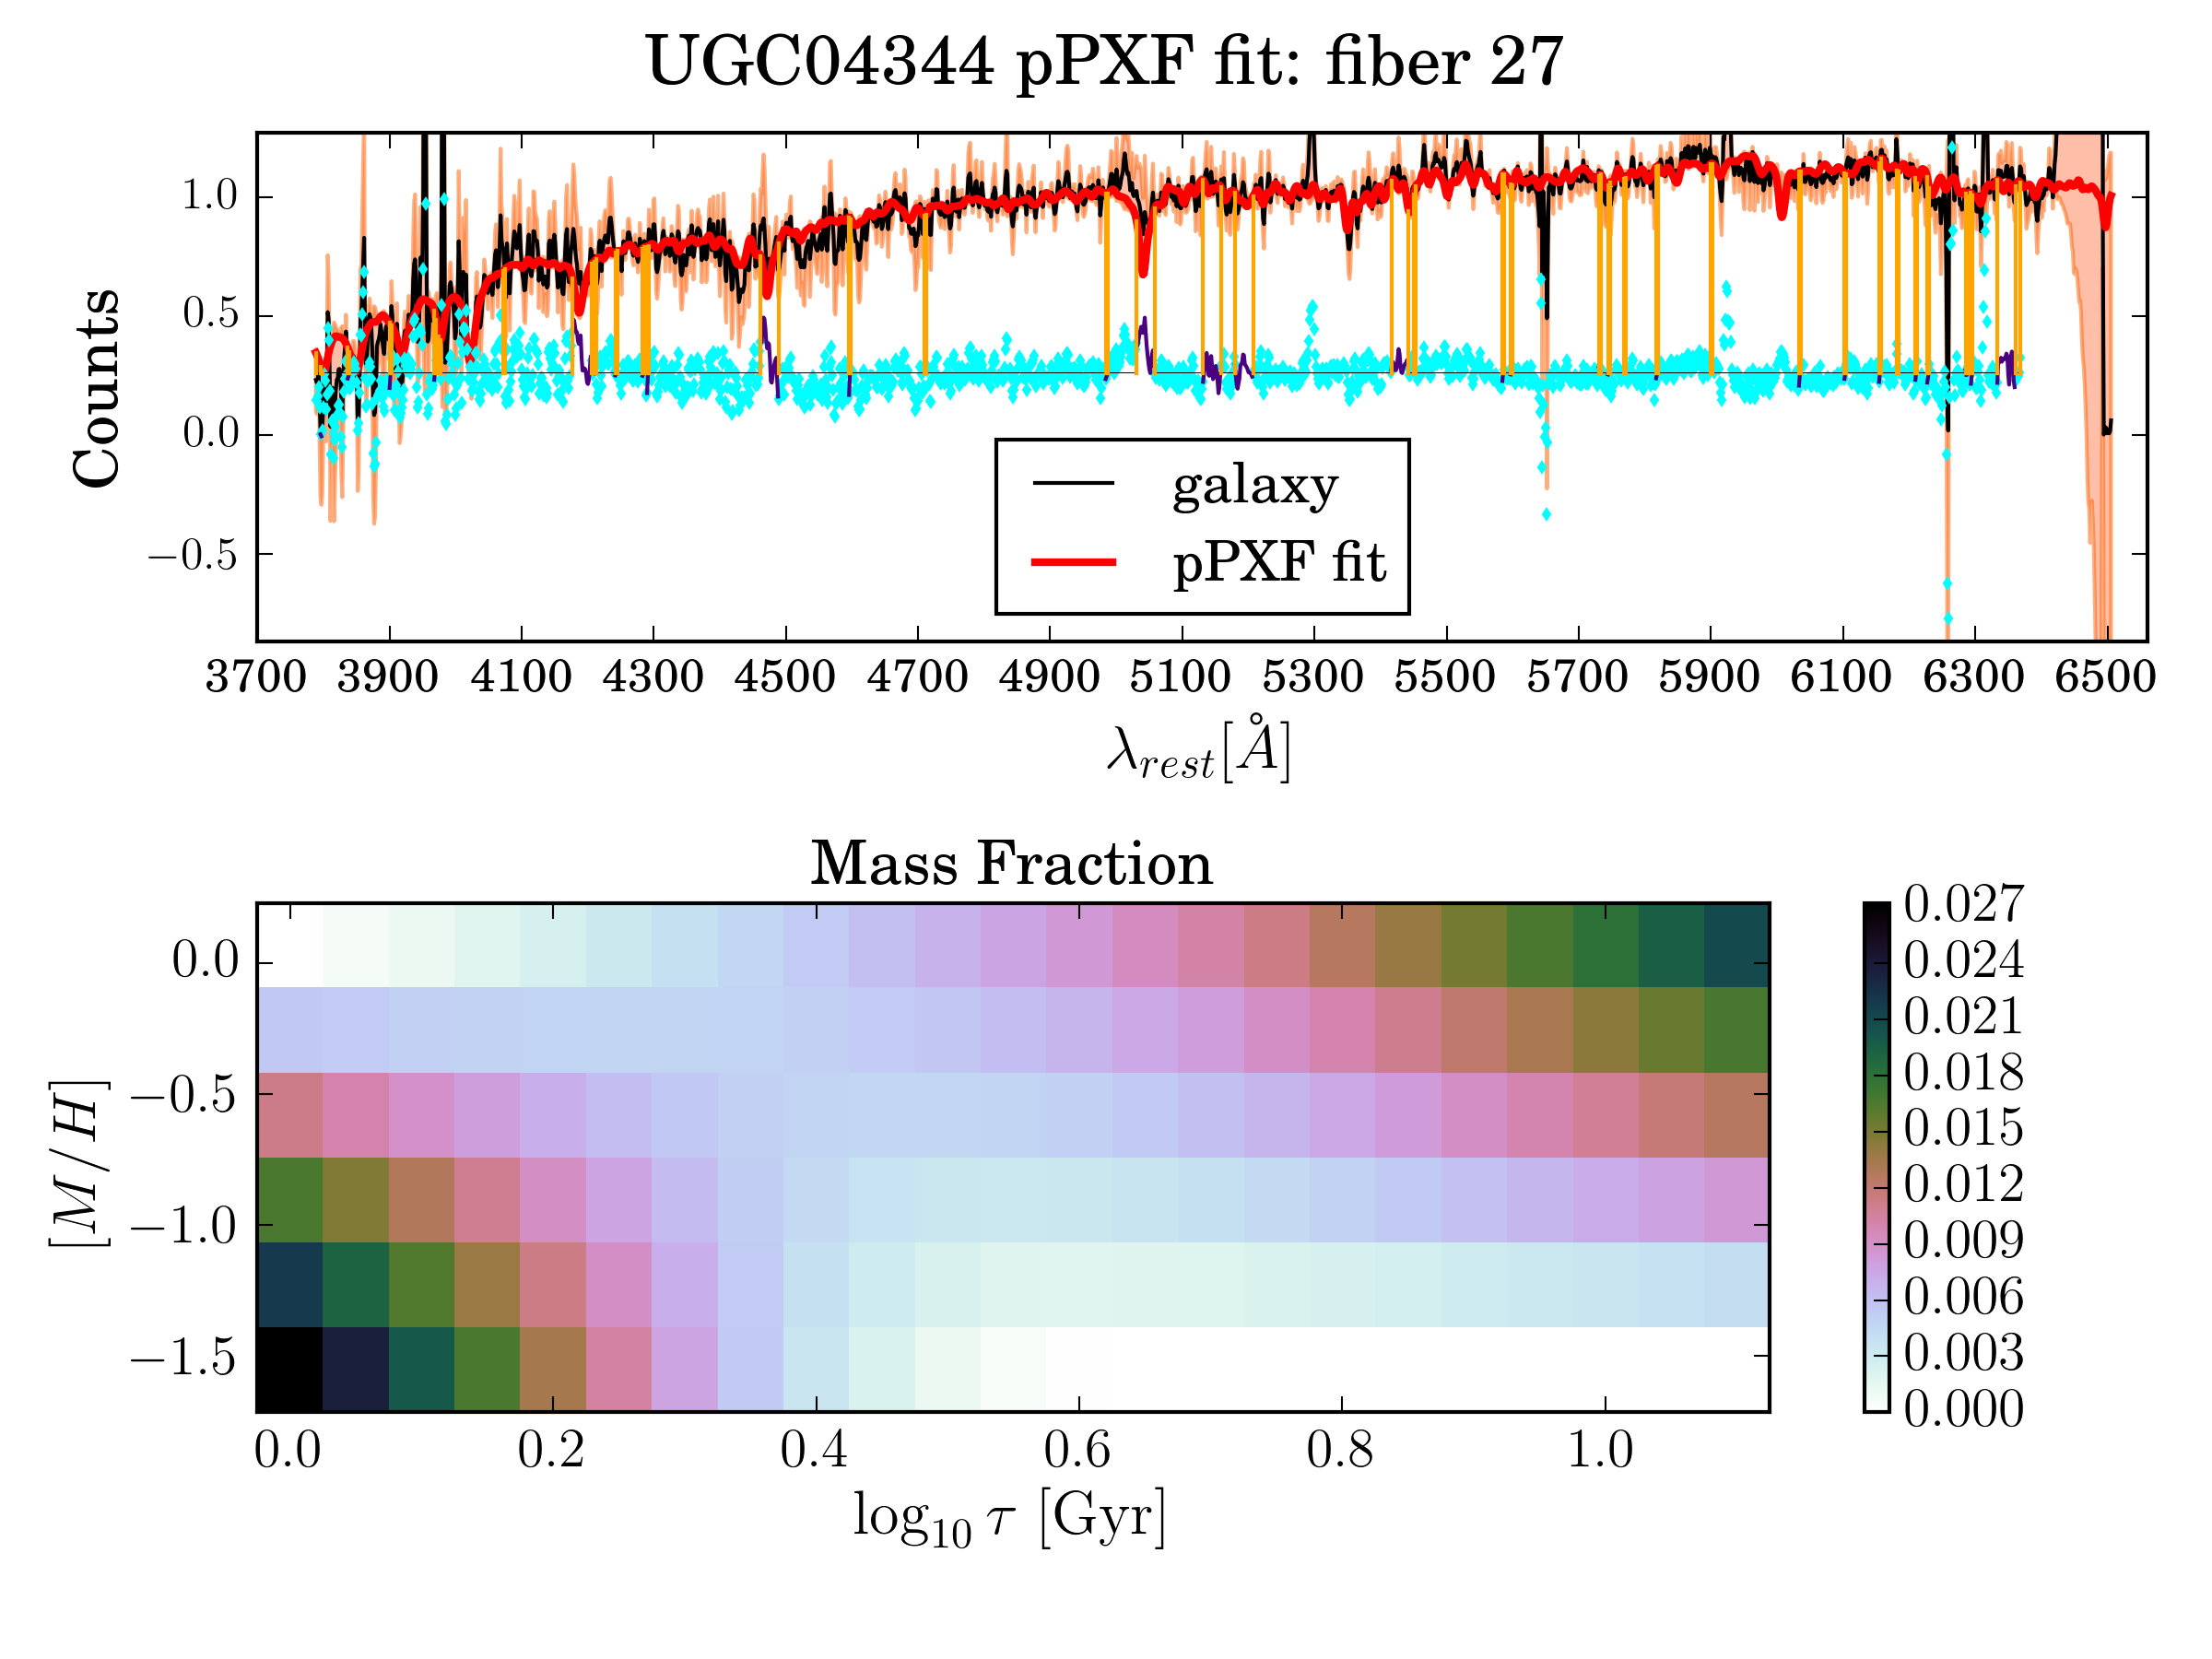 UGC04344 pPXF fit: fiber 27
Counts
1.0
0.5
0.0
−0.5
galaxy
pPXF fit
3700 3900 4100 4300 4500 4700 4900 5100 5300 5500 5700 5900 6100 6300 6500
λrest[Å]
Mass Fraction
[M/H]
0.0
−0.5
−1.0
−1.5
0.0 0.2 0.4 0.6 0.8 1.0
log10 τ [Gyr]
0.027
0.024
0.021
0.018
0.015
0.012
0.009
0.006
0.003
0.000